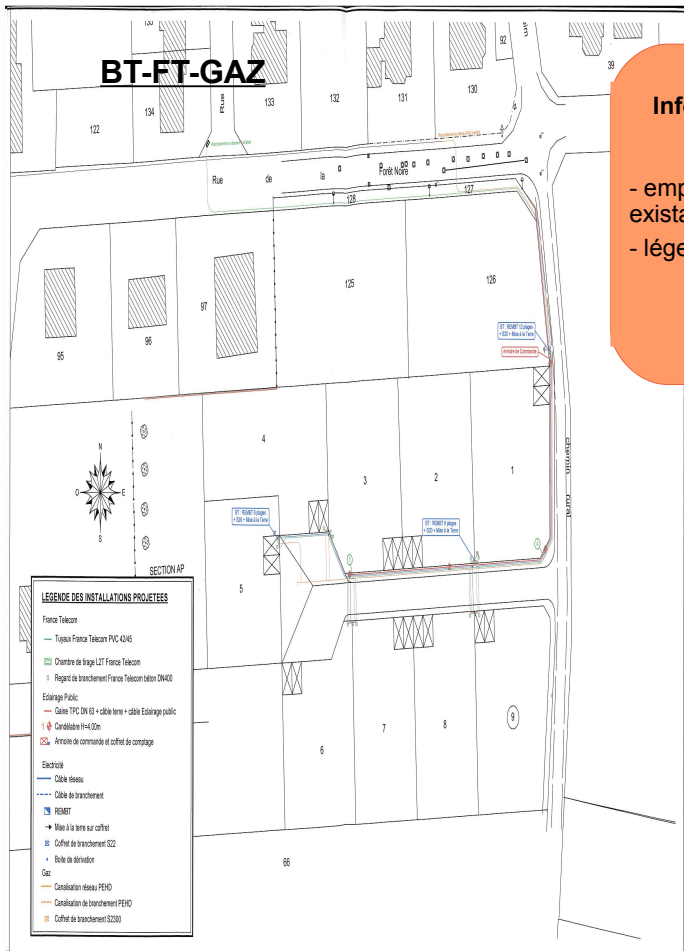 BT-FT-GAZ
133
92
39
122
134
Rue
133
132
131
130
Rue de la Forêt Noire
128
127
Info
- emp
exista
- lége
95
96
97
125
126
BT : REMBT 12 plages
+ S20 + Mise à la Terre
Armoire de Commande
chemin rural
4
3
2
1
N
O
E
S
BT : REMBT 6 plages
+ S20 + Mise à la Terre
BT : REMBT 9 plages
+ S20 + Mise à la Terre
SECTION AP
5
6
7
8
9
66
LEGENDE DES INSTALLATIONS PROJETEES
France Telecom
Tuyaux France Telecom PVC 42/45
Chambre de tirage L2T France Telecom
Regard de branchement France Telecom béton DN400
Eclairage Public
Gaine TPC DN 63 + câble terre + câble Eclairage public
1 Candélabre H=4.00m
Armoire de commande et coffret de comptage
Electricité
Câble réseau
Câble de branchement
REMBT
Mise à la terre sur coffret
Coffret de branchement S22
Boite de dérivation
Gaz
Canalisation réseau PEHD
Canalisation de branchement PEHD
Coffret de branchement S2300